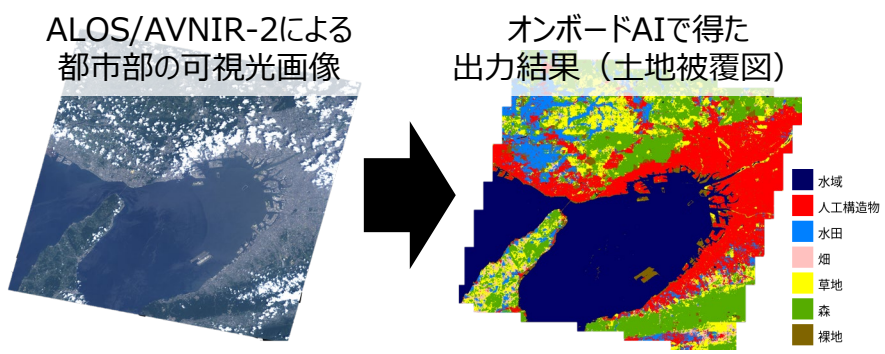 ALOS/AVNIR-2による
都市部の可視光画像
オンボードAIで得た
出力結果（土地被覆図）
水域
人工構造物
水田
畑
草地
森
裸地